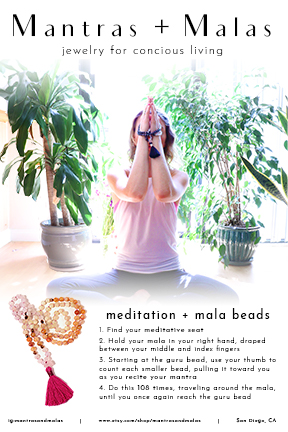 Mantras + Malas
jewelry for concious living
meditation + mala beads
1. Find your meditative seat
2. Hold your mala in your right hand, draped
between your middle and index fingers
3. Starting at the guru bead, use your thumb to
count each smaller bead, pulling it toward you
as you recite your mantra
4. Do this 108 times, traveling around the mala,
until you once again reach the guru bead
ig:mantrasandmalas | www.etsy.com/shop/mantrasandmalas | San Diego, CA